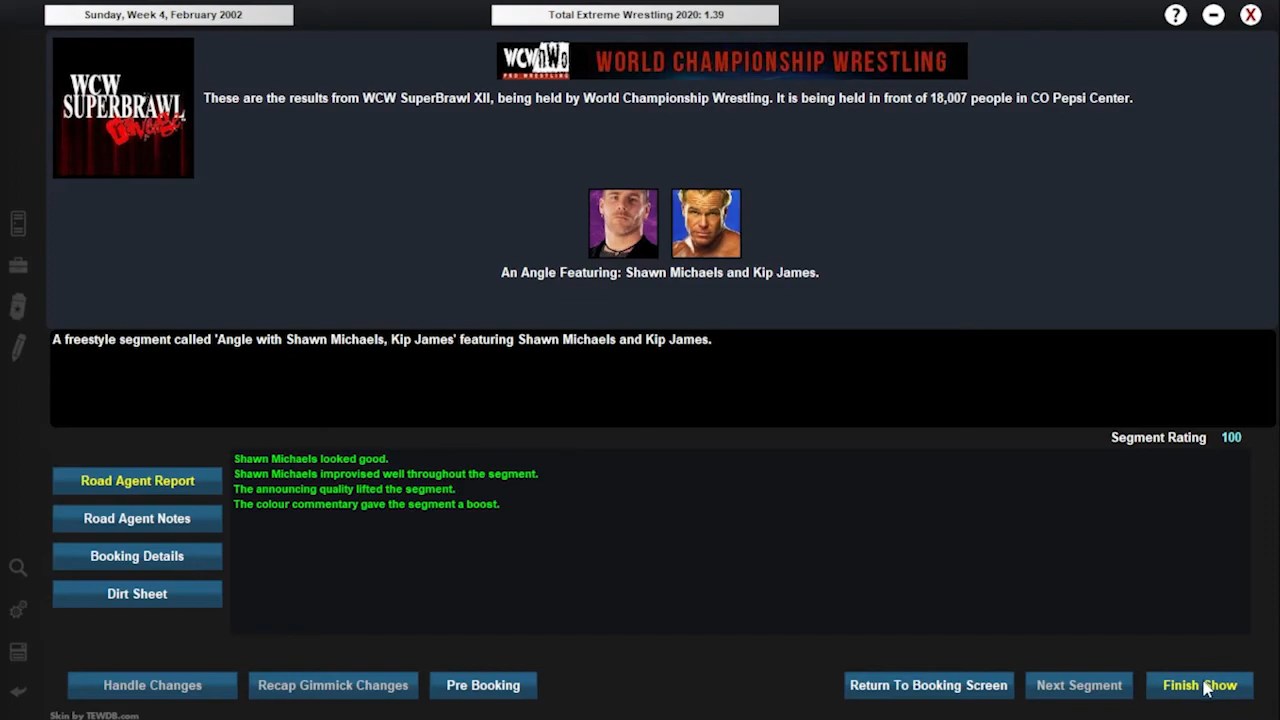 Sunday, Week 4, February 2002
Total Extreme Wrestling 2020: 1.39
?
X
WCW
SUPERBRAWL
revenge
WCW nWo
PRO WRESTLING
WORLD CHAMPIONSHIP WRESTLING
These are the results from WCW SuperBrawl XII, being held by World Championship Wrestling. It is being held in front of 18,007 people in CO Pepsi Center.
An Angle Featuring: Shawn Michaels and Kip James.
A freestyle segment called 'Angle with Shawn Michaels, Kip James' featuring Shawn Michaels and Kip James.
Segment Rating 100
Road Agent Report
Road Agent Notes
Booking Details
Dirt Sheet
Shawn Michaels looked good.
Shawn Michaels improvised well throughout the segment.
The announcing quality lifted the segment.
The colour commentary gave the segment a boost.
Handle Changes
Recap Gimmick Changes
Pre Booking
Return To Booking Screen
Next Segment
Finish Show
Skin by TEWDB.com